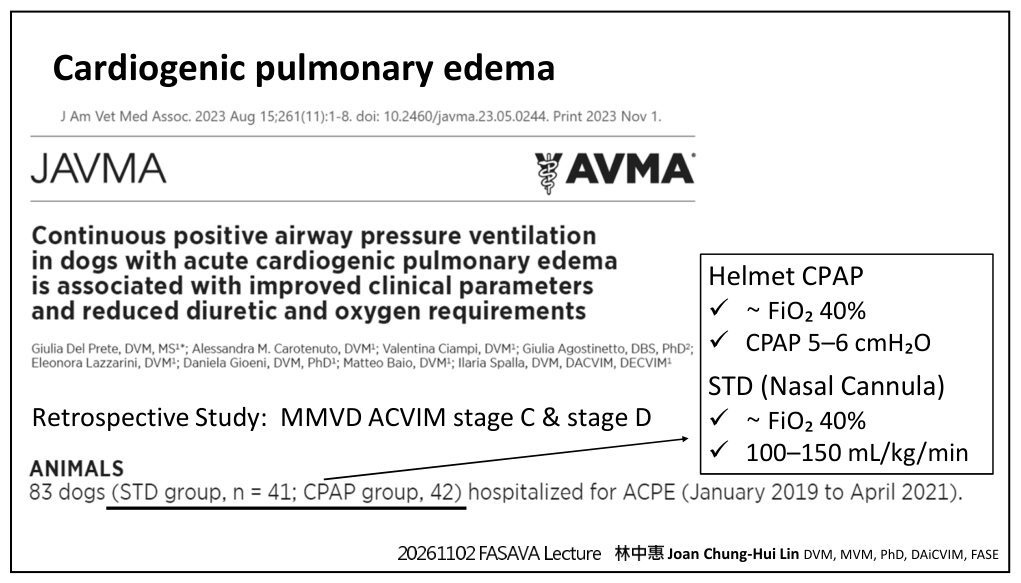 Cardiogenic pulmonary edema
J Am Vet Med Assoc. 2023 Aug 15;261(11):1-8. doi: 10.2460/javma.23.05.0244. Print 2023 Nov 1.
JAVMA
AVMA
Continuous positive airway pressure ventilation
in dogs with acute cardiogenic pulmonary edema
is associated with improved clinical parameters
and reduced diuretic and oxygen requirements
Giulia Del Prete, DVM, MS¹*; Alessandra M. Carotenuto, DVM¹; Valentina Ciampi, DVM¹; Giulia Agostinetto, DBS, PhD²;
Eleonora Lazzarini, DVM¹; Daniela Gioeni, DVM, PhD¹; Matteo Baio, DVM¹; Ilaria Spalla, DVM, DACVIM, DECVIM¹
Retrospective Study: MMVD ACVIM stage C & stage D
ANIMALS
83 dogs (STD group, n = 41; CPAP group, 42) hospitalized for ACPE (January 2019 to April 2021).
Helmet CPAP
✓ ~ FiO₂ 40%
✓ CPAP 5–6 cmH₂O
STD (Nasal Cannula)
✓ ~ FiO₂ 40%
✓ 100–150 mL/kg/min
20261102 FASAVA Lecture 林中惠 Joan Chung-Hui Lin DVM, MVM, PhD, DAiCVIM, FASE